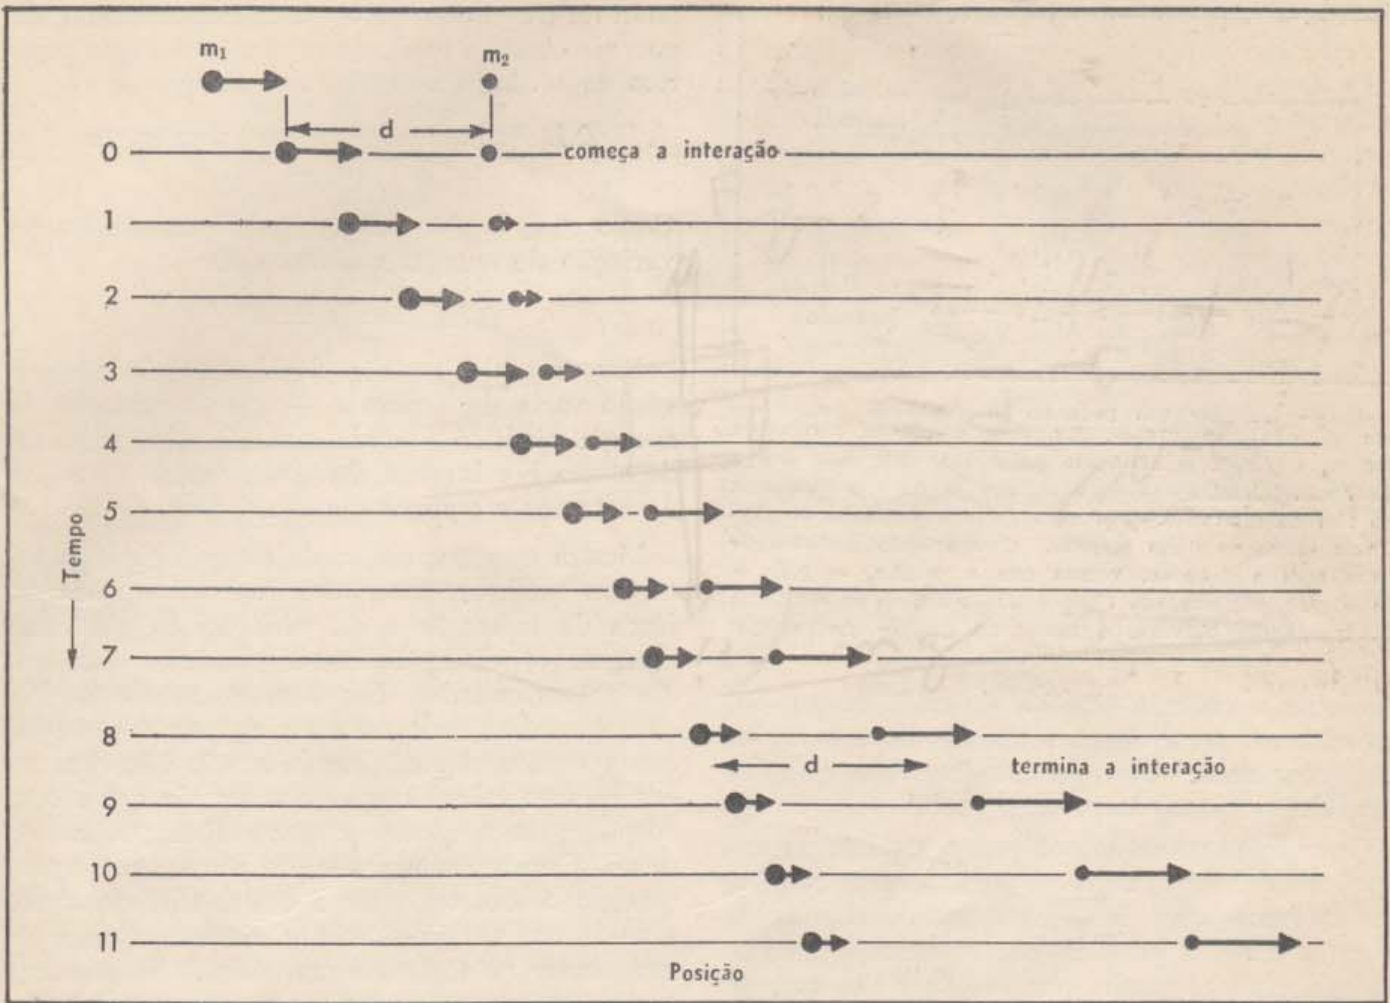 m₁
m₂
d
0 começa a interação
1
2
3
4
5
Tempo
6
7
8
d termina a interação
9
10
11
Posição